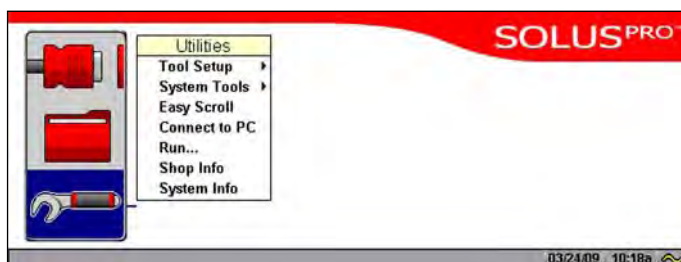 SOLUSPRO™
Utilities
Tool Setup
System Tools
Easy Scroll
Connect to PC
Run...
Shop Info
System Info
03/24/09 10:18a